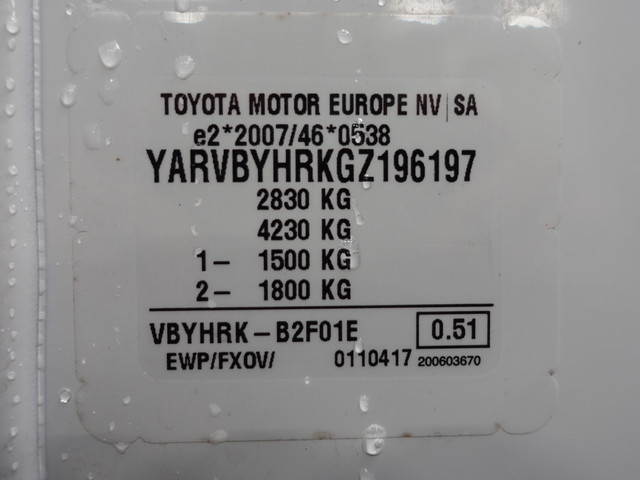 TOYOTA MOTOR EUROPE NV|SA
e2*2007/46*0538
YARVBYHRKGZ196197
2830 KG
4230 KG
1- 1500 KG
2- 1800 KG
VBYHRK-B2F01E 0.51
EWP/FXOV/ 0110417 200603670